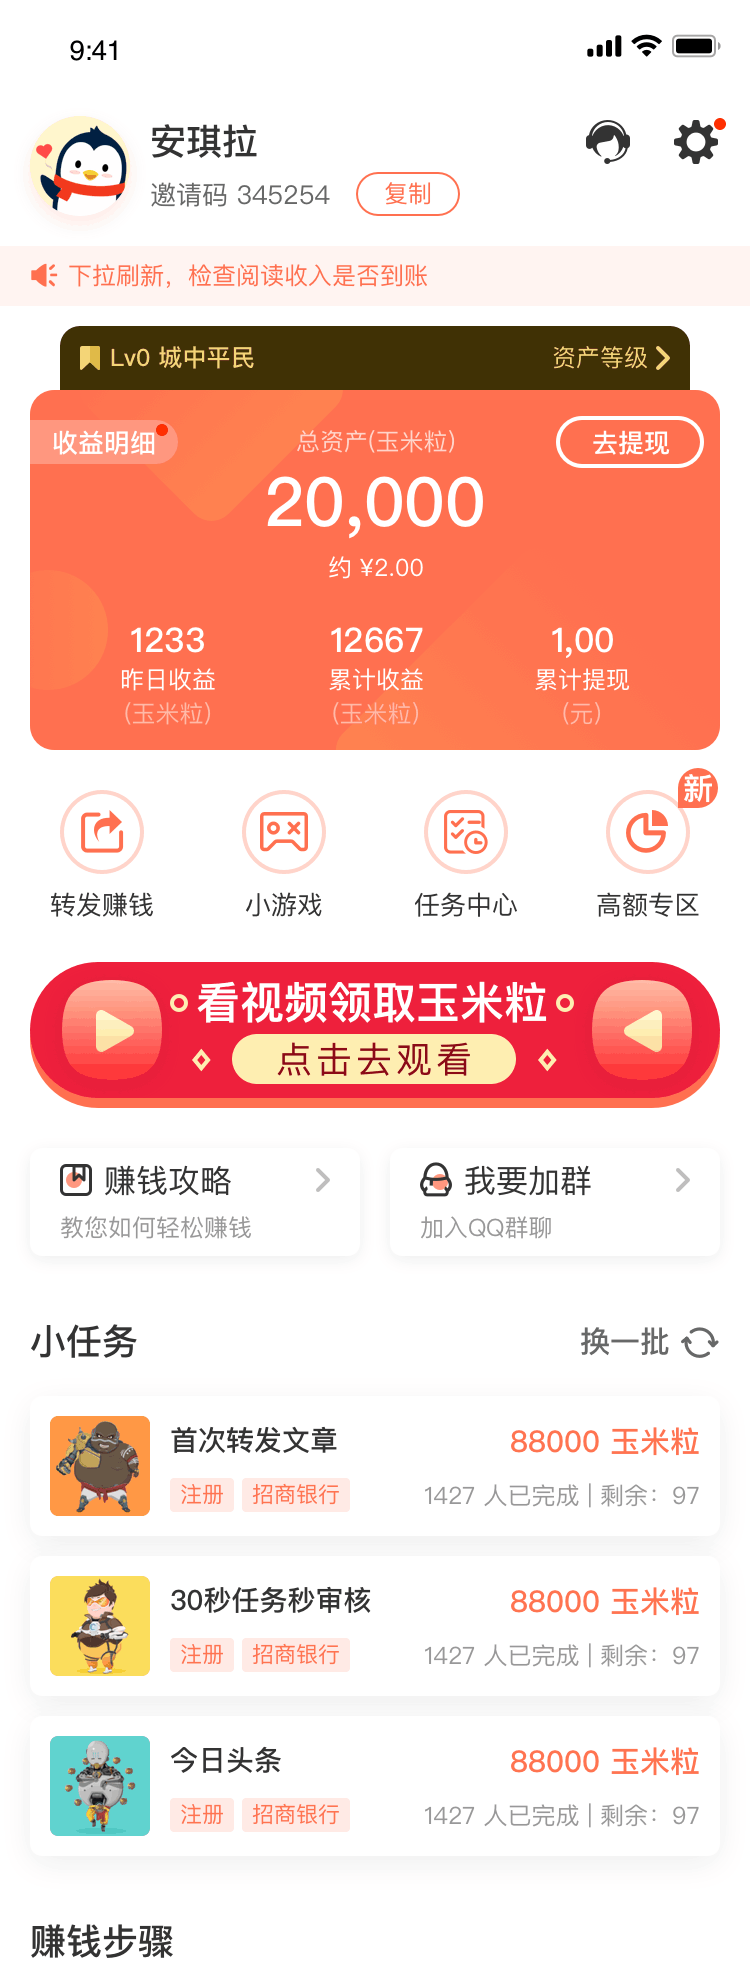 9:41
安琪拉
邀请码 345254 复制
下拉刷新，检查阅读收入是否到账
Lv0 城中平民 资产等级
收益明细 总资产(玉米粒) 去提现
20,000
约 ¥2.00
1233 12667 1,00
昨日收益 累计收益 累计提现
(玉米粒) (玉米粒) (元)
新
转发赚钱 小游戏 任务中心 高额专区
看视频领取玉米粒
点击去观看
赚钱攻略 我要加群
教您如何轻松赚钱 加入QQ群聊
小任务 换一批
首次转发文章 88000 玉米粒
注册 招商银行 1427 人已完成 | 剩余：97
30秒任务秒审核 88000 玉米粒
注册 招商银行 1427 人已完成 | 剩余：97
今日头条 88000 玉米粒
注册 招商银行 1427 人已完成 | 剩余：97
赚钱步骤